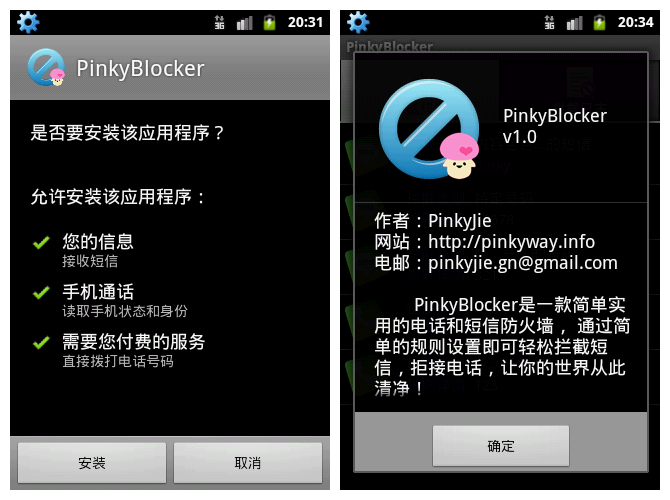 3G 20:31
PinkyBlocker
是否要安装该应用程序？
允许安装该应用程序：
您的信息
接收短信
手机通话
读取手机状态和身份
需要您付费的服务
直接拨打电话号码
安装 取消
3G 20:34
PinkyBlocker
PinkyBlocker
v1.0
作者：PinkyJie
网站：http://pinkyway.info
电邮：pinkyjie.gn@gmail.com
PinkyBlocker是一款简单实
用的电话和短信防火墙，通过简
单的规则设置即可轻松拦截短
信，拒接电话，让你的世界从此
清净！
确定